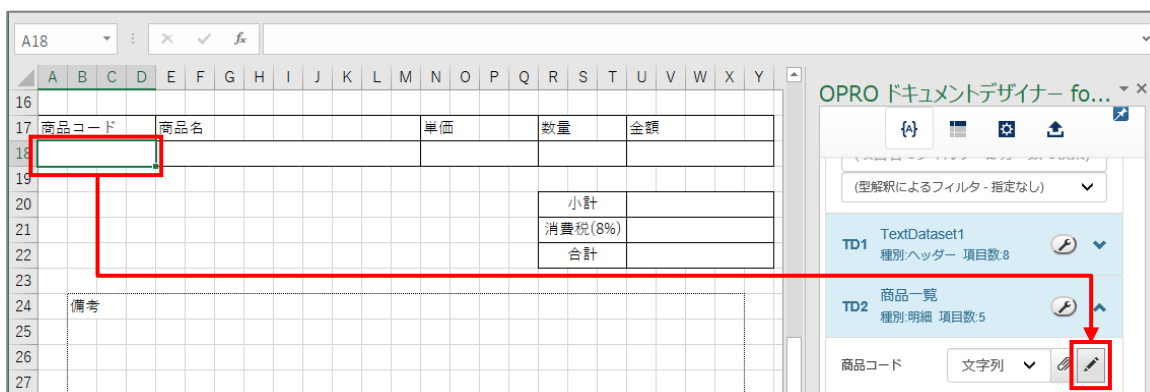 A18
fx
A B C D E F G H I J K L M N O P Q R S T U V W X Y
16
17 商品コード 商品名 単価 数量 金額
18
19
20 小計
21 消費税(8%)
22 合計
23
24 備考
25
26
27
OPRO ドキュメントデザイナー fo...
{A}
(型解釈によるフィルタ - 指定なし)
TD1 TextDataset1
種別:ヘッダー 項目数:8
TD2 商品一覧
種別:明細 項目数:5
商品コード 文字列